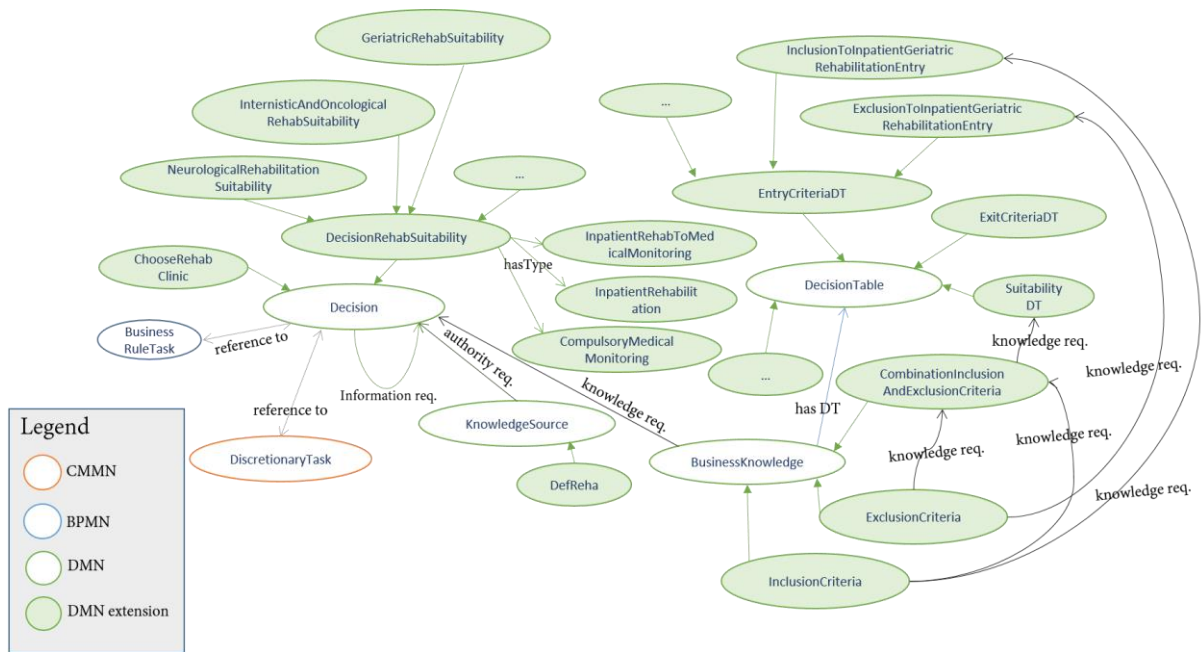 GeriatricRehabSuitability
InclusionToInpatientGeriatric
RehabilitationEntry
InternisticAndOncological
RehabSuitability
...
ExclusionToInpatientGeriatric
RehabilitationEntry
NeurologicalRehabilitation
Suitability
...
EntryCriteriaDT
ExitCriteriaDT
DecisionRehabSuitability
InpatientRehabToMed
icalMonitoring
hasType
ChooseRehab
Clinic
DecisionTable
InpatientRehabilit
ation
Suitability
DT
Decision
Business
RuleTask
reference to
authority req.
CompulsoryMedical
Monitoring
knowledge req.
...
knowledge req.
CombinationInclusion
AndExclusionCriteria
knowledge req.
Information req.
reference to
has DT
KnowledgeSource
knowledge req.
knowledge req.
DiscretionaryTask
BusinessKnowledge
DefReha
knowledge req.
ExclusionCriteria
InclusionCriteria
Legend
CMMN
BPMN
DMN
DMN extension